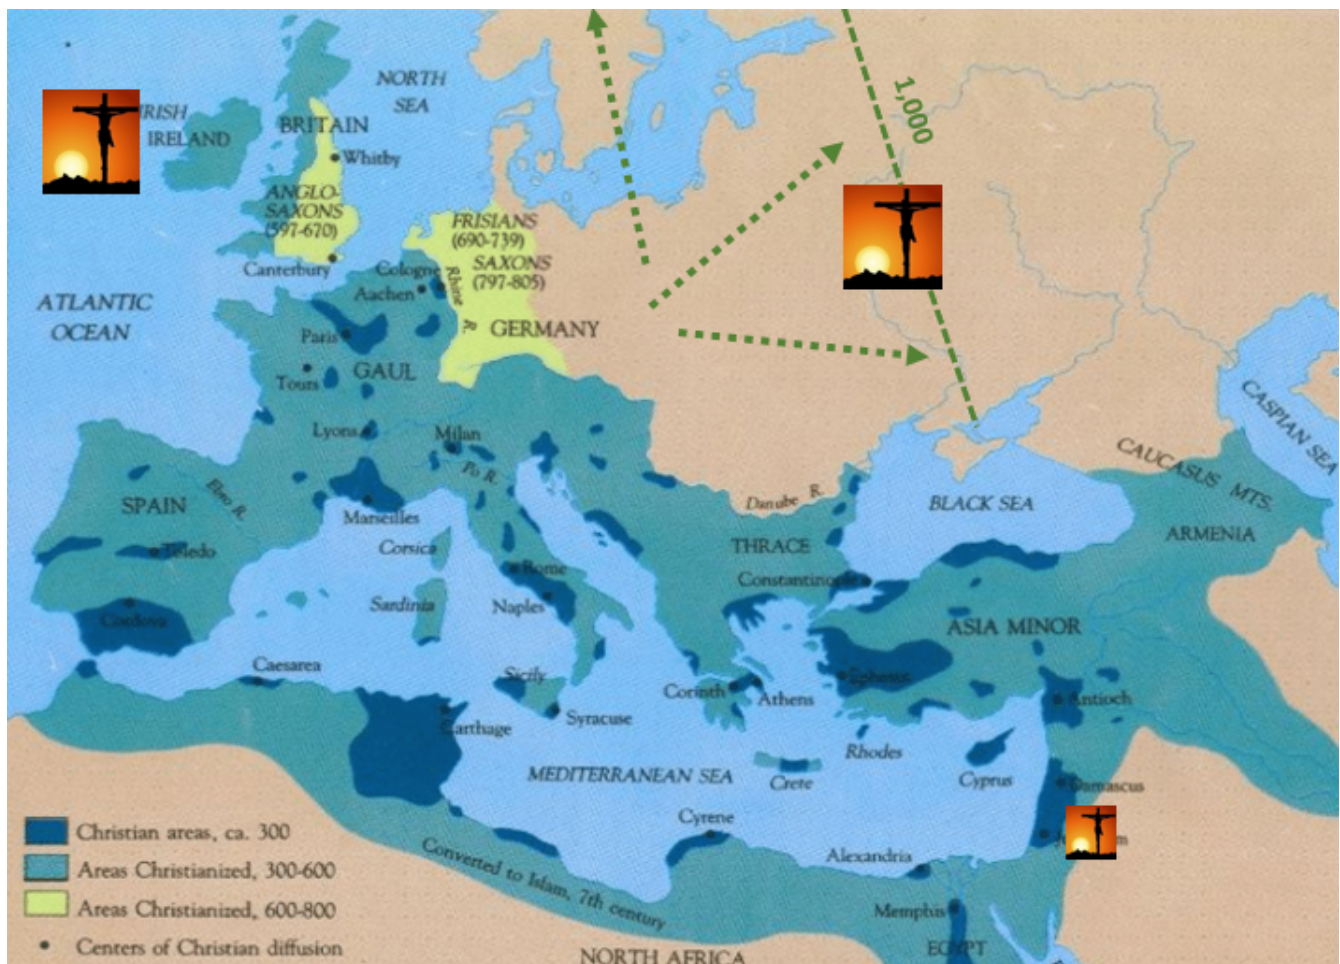 NORTH
SEA
IRISH
IRELAND
BRITAIN
Whitby
ANGLO-
SAXONS
(597-670)
Canterbury
FRISIANS
(690-739)
SAXONS
(797-805)
Cologne
Aachen
Rhine
R.
GERMANY
1,000
ATLANTIC
OCEAN
Paris
Tours
GAUL
Lyons
Milan
Po R.
Marseilles
SPAIN
Ebro R.
Toledo
Cordova
Corsica
Sardinia
Rome
Naples
Sicily
Syracuse
Caesarea
Carthage
Danube R.
THRACE
Constantinople
BLACK SEA
CAUCASUS MTS.
CASPIAN SEA
ARMENIA
ASIA MINOR
Ephesus
Corinth
Athens
Antioch
Rhodes
Crete
Cyprus
Damascus
MEDITERRANEAN SEA
Cyrene
Alexandria
Memphis
EGYPT
NORTH AFRICA
Converted to Islam, 7th century
Christian areas, ca. 300
Areas Christianized, 300-600
Areas Christianized, 600-800
Centers of Christian diffusion